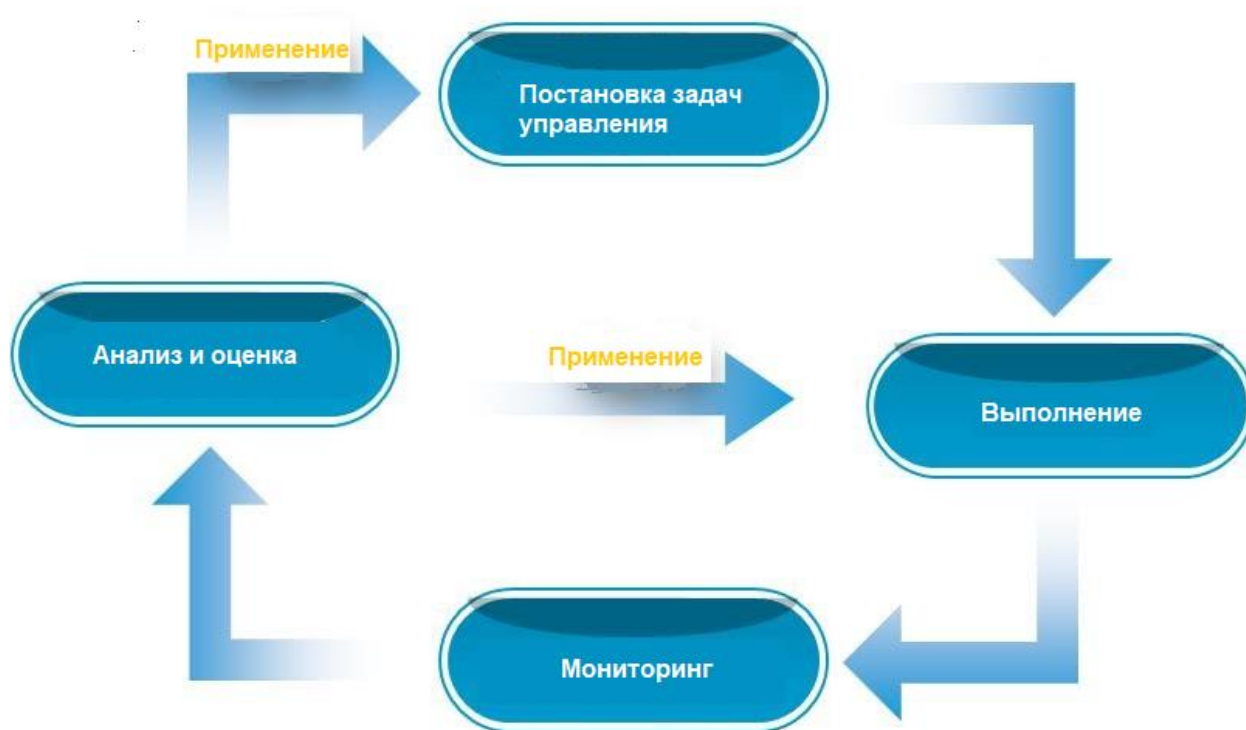 Применение
Постановка задач
управления
Анализ и оценка
Применение
Выполнение
Мониторинг